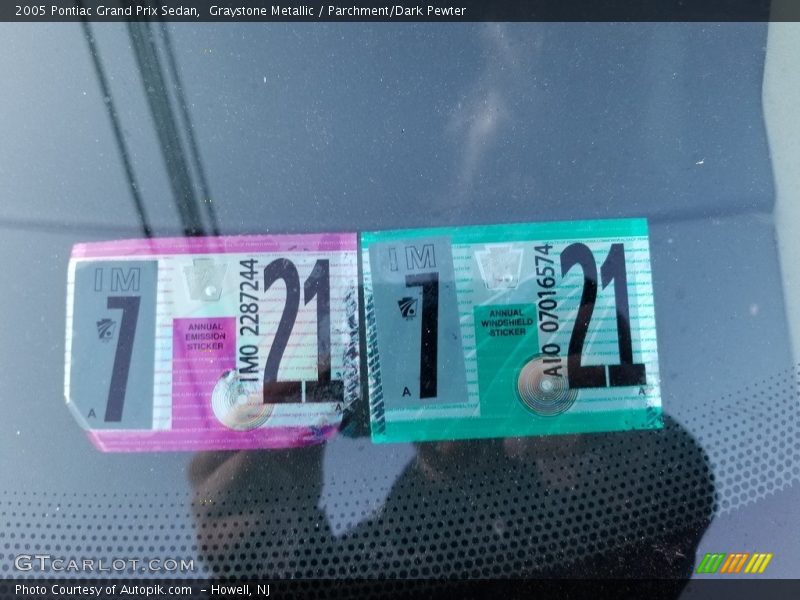 2005 Pontiac Grand Prix Sedan,  Graystone Metallic / Parchment/Dark Pewter
IM
7
A
ANNUAL
EMISSION
STICKER
IM0 2287244
21
A
IM
7
A
ANNUAL
WINDSHIELD
-STICKER
AI0 07016574
21
A
GTCARLOT.COM
Photo Courtesy of Autopik.com  – Howell, NJ